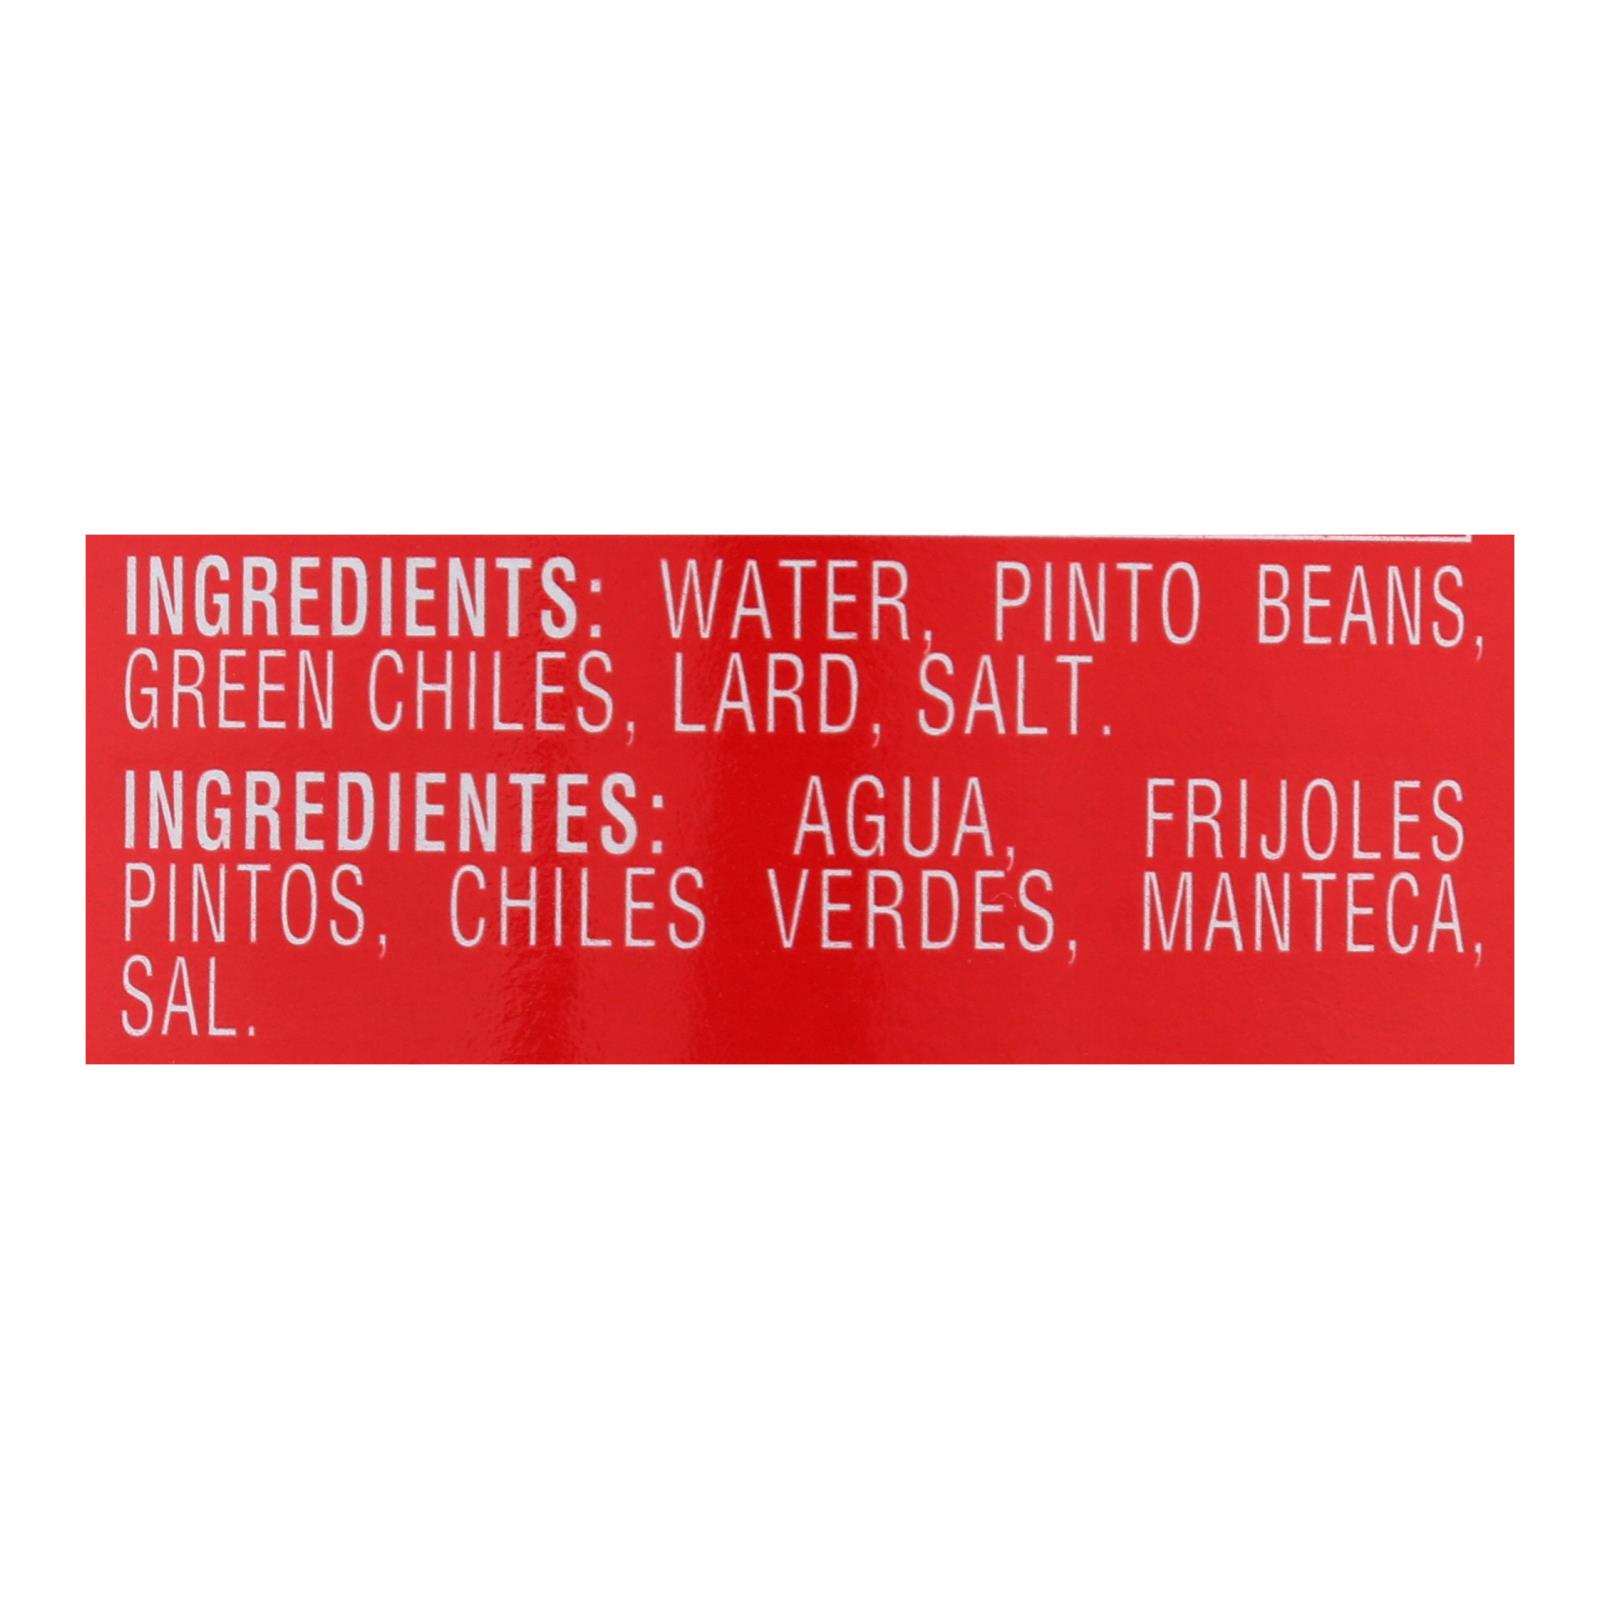 INGREDIENTS: WATER, PINTO BEANS,
GREEN CHILES, LARD, SALT.
INGREDIENTES: AGUA, FRIJOLES
PINTOS, CHILES VERDES, MANTECA,
SAL.